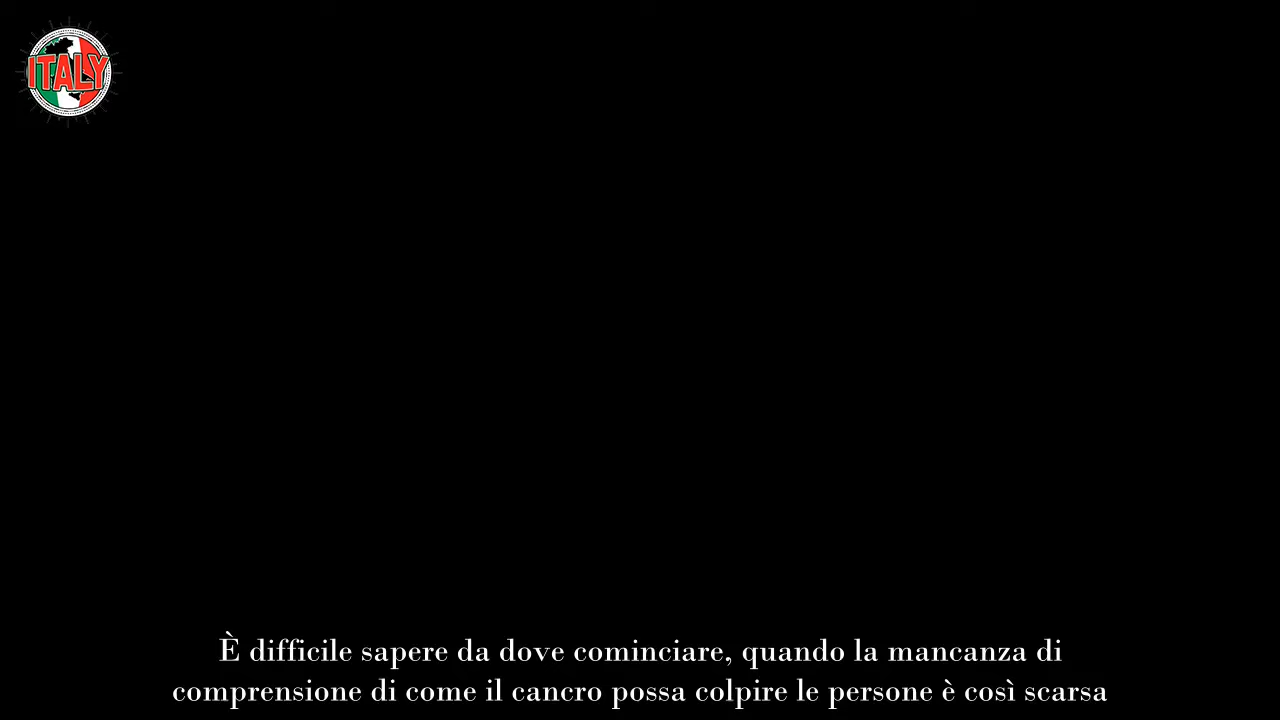 ITALY
È difficile sapere da dove cominciare, quando la mancanza di
comprensione di come il cancro possa colpire le persone è così scarsa